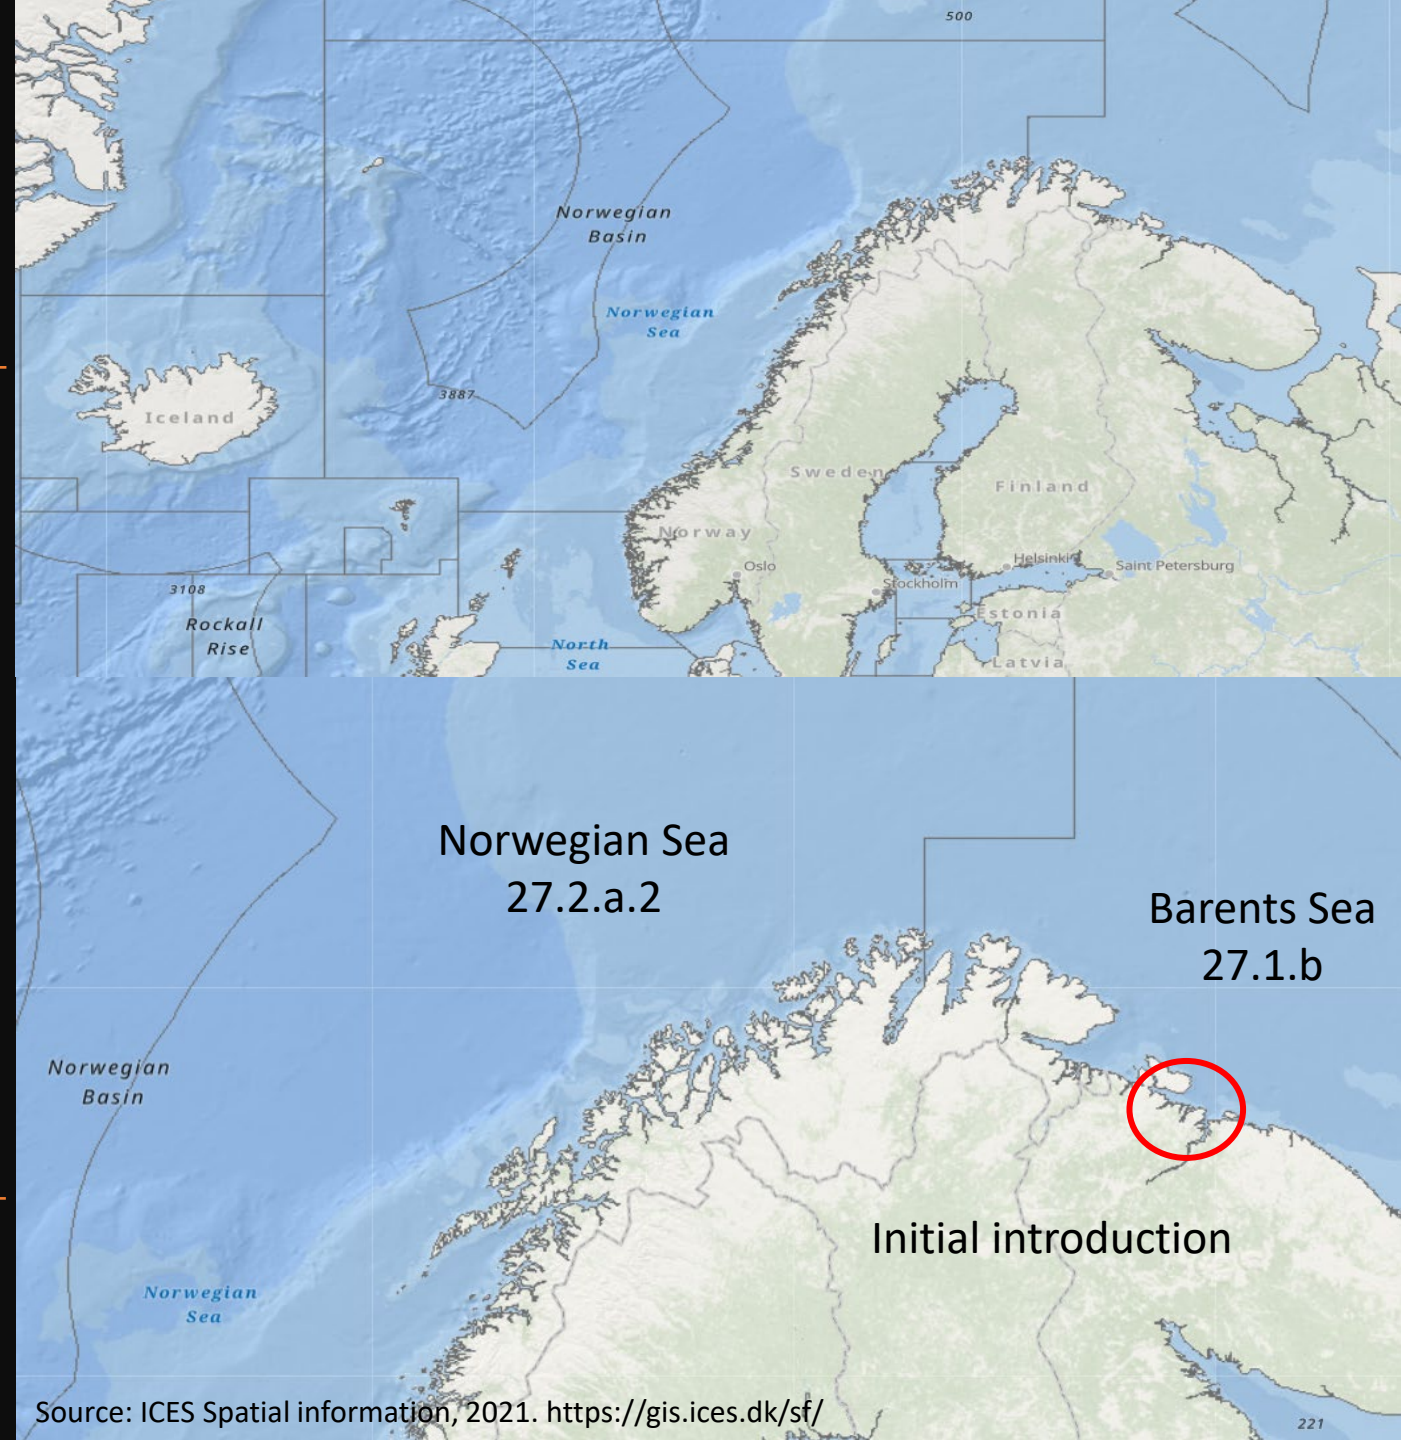 500
Norwegian
Basin
Norwegian
Sea
3887
Iceland
Sweden
Finland
Norway
Oslo
Helsinki
Saint Petersburg
Stockholm
3108
Estonia
Rockall
Rise
North
Sea
Latvia
Norwegian Sea
27.2.a.2
Barents Sea
27.1.b
Norwegian
Basin
Initial introduction
Norwegian
Sea
Source: ICES Spatial information, 2021. https://gis.ices.dk/sf/
221